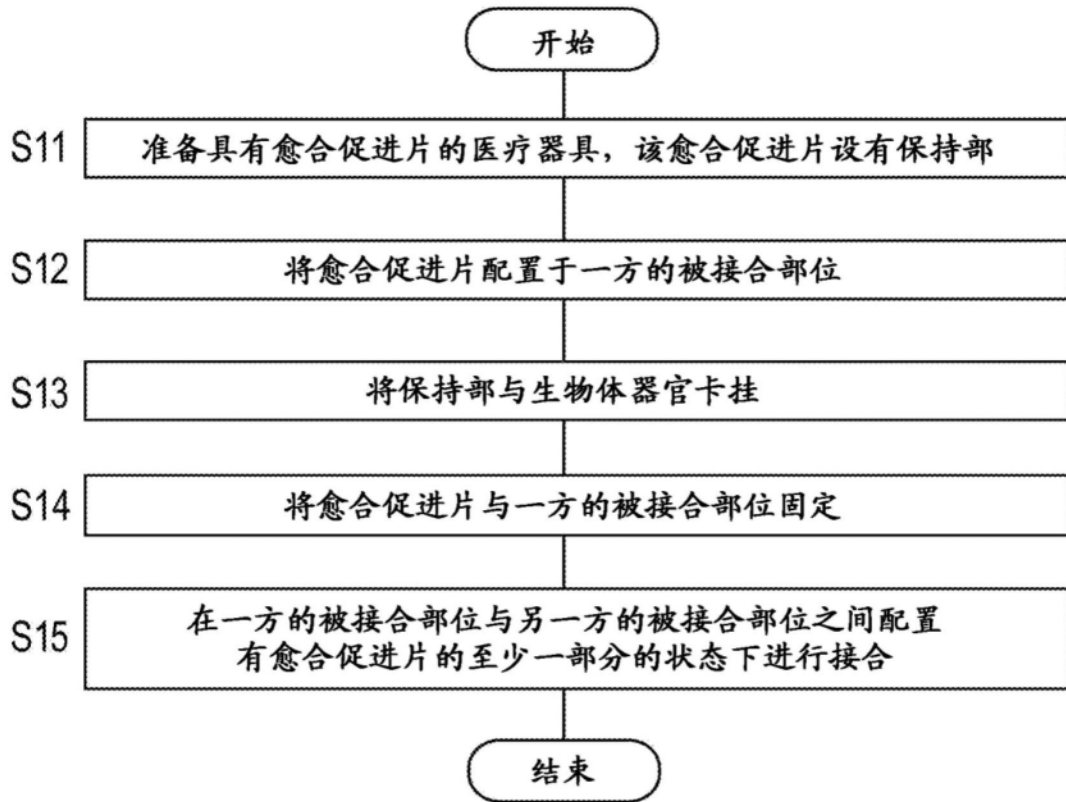 开始
S11 准备具有愈合促进片的医疗器具，该愈合促进片设有保持部
S12 将愈合促进片配置于一方的被接合部位
S13 将保持部与生物体器官卡挂
S14 将愈合促进片与一方的被接合部位固定
S15 在一方的被接合部位与另一方的被接合部位之间配置
有愈合促进片的至少一部分的状态下进行接合
结束